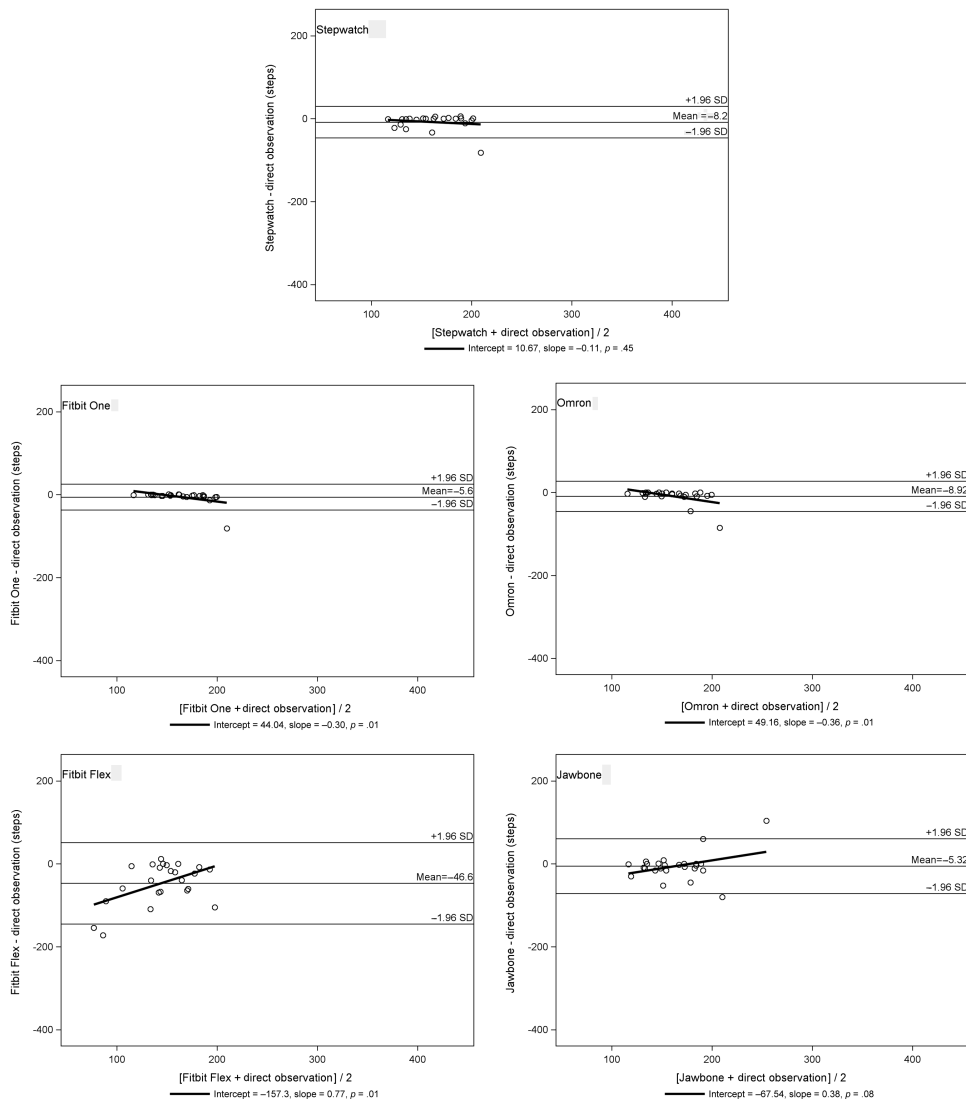 Stepwatch
200
0
-200
-400
+1.96 SD
Mean =–8.2
–1.96 SD
Stepwatch - direct observation (steps)
100 200 300 400
[Stepwatch + direct observation] / 2
Intercept = 10.67, slope = –0.11, p = .45
Fitbit One
200
0
-200
-400
+1.96 SD
Mean=–5.6
–1.96 SD
Fitbit One - direct observation (steps)
100 200 300 400
[Fitbit One + direct observation] / 2
Intercept = 44.04, slope = –0.30, p = .01
Omron
200
0
-200
-400
+1.96 SD
Mean=–8.92
–1.96 SD
Omron - direct observation (steps)
100 200 300 400
[Omron + direct observation] / 2
Intercept = 49.16, slope = –0.36, p = .01
Fitbit Flex
200
0
-200
-400
+1.96 SD
Mean=–46.6
–1.96 SD
Fitbit Flex - direct observation (steps)
100 200 300 400
[Fitbit Flex + direct observation] / 2
Intercept = –157.3, slope = 0.77, p = .01
Jawbone
200
0
-200
-400
+1.96 SD
Mean=–5.32
–1.96 SD
Jawbone - direct observation (steps)
100 200 300 400
[Jawbone + direct observation] / 2
Intercept = –67.54, slope = 0.38, p = .08